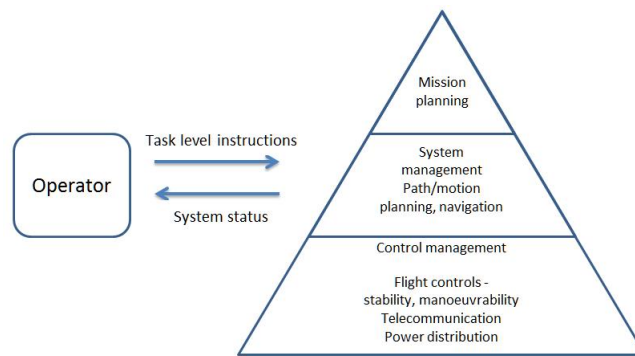 Mission
planning
Task level instructions
Operator
System status
System
management
Path/motion
planning, navigation
Control management
Flight controls -
stability, manoeuvrability
Telecommunication
Power distribution